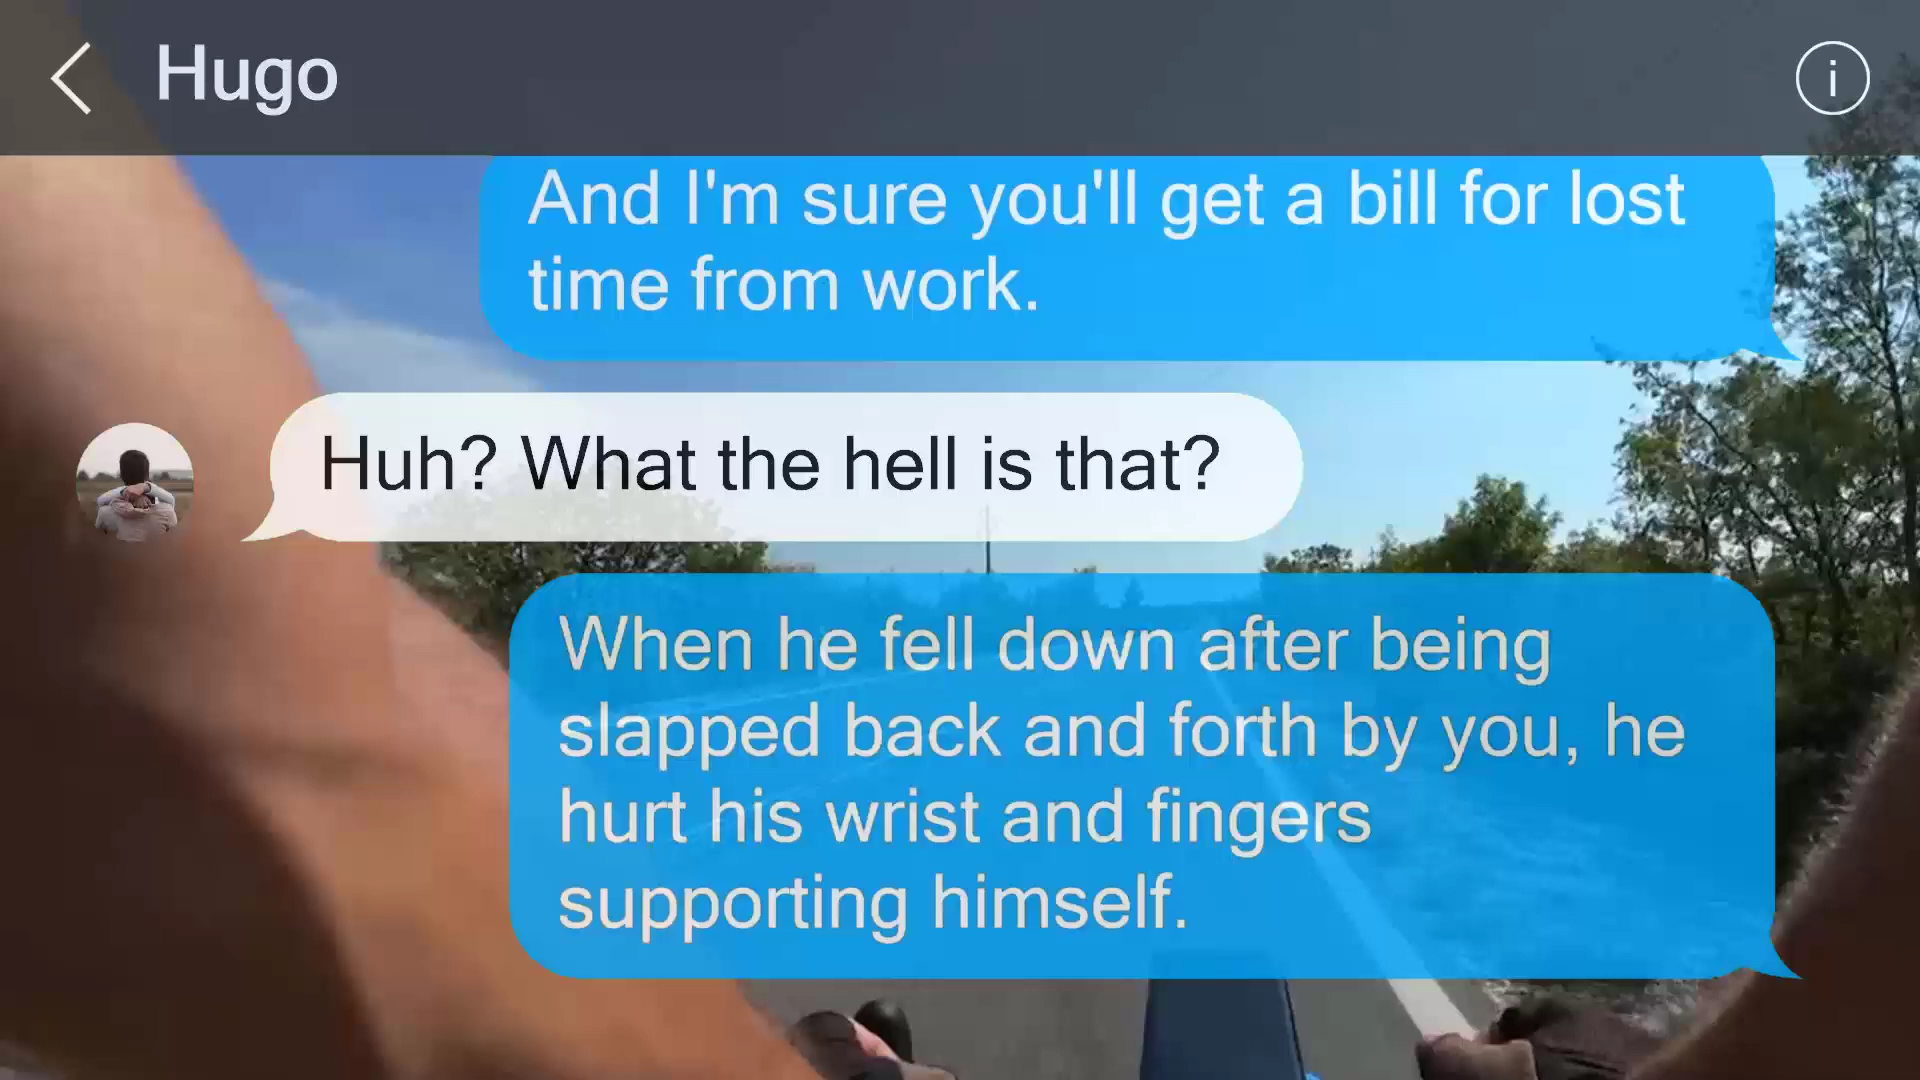 Hugo
i
And I'm sure you'll get a bill for lost
time from work.
Huh? What the hell is that?
When he fell down after being
slapped back and forth by you, he
hurt his wrist and fingers
supporting himself.